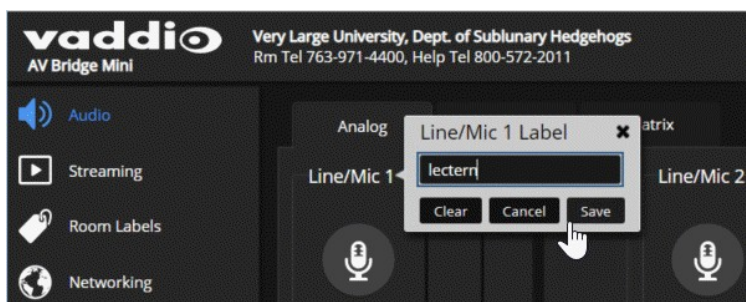 vaddio
AV Bridge Mini
Very Large University, Dept. of Sublunary Hedgehogs
Rm Tel 763-971-4400, Help Tel 800-572-2011
Audio
Streaming
Room Labels
Networking
Analog
atrix
Line/Mic 1
Line/Mic 1 Label
lectern
Clear Cancel Save
Line/Mic 2